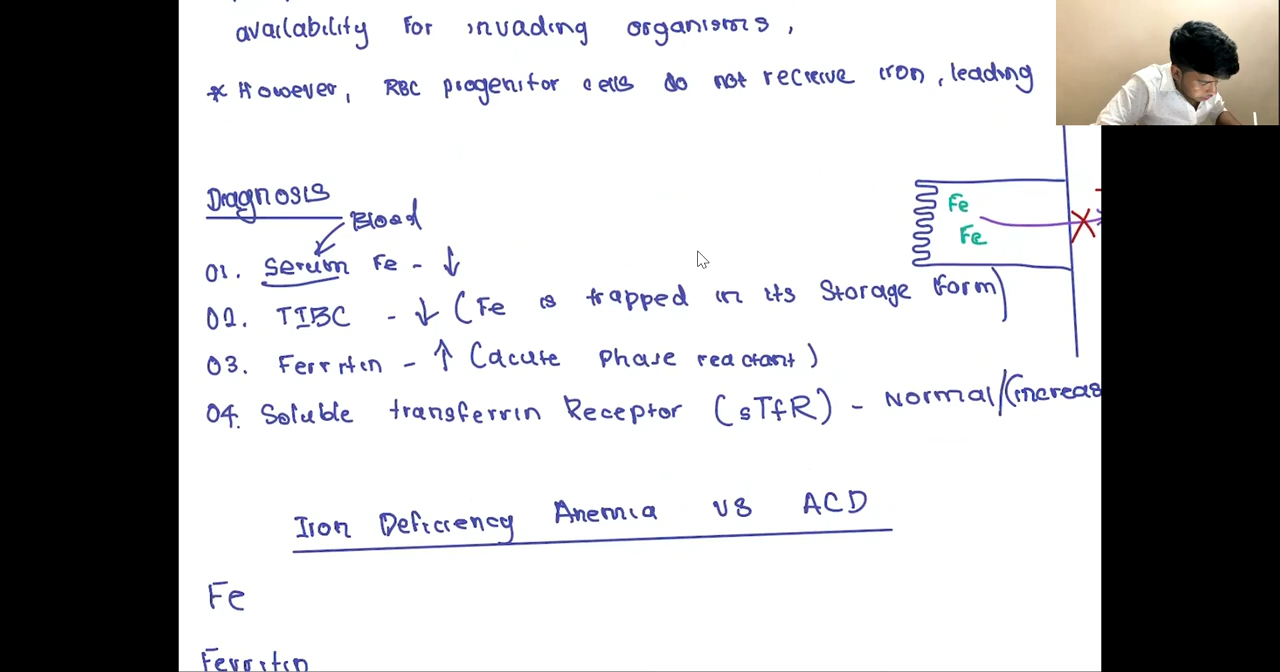 availability for invading organisms,
* However, RBC progenitor cells do not recieve iron, leading
Diagnosis
Blood
01. Serum Fe - ↓
Fe
Fe
02. TIBC - ↓ (Fe is trapped in its storage form)
03. Ferritin - ↑ (acute phase reactant)
04. Soluble transferrin Receptor (sTfR) - Normal/(increas
Iron Deficiency Anemia vs ACD
Fe
Ferritin